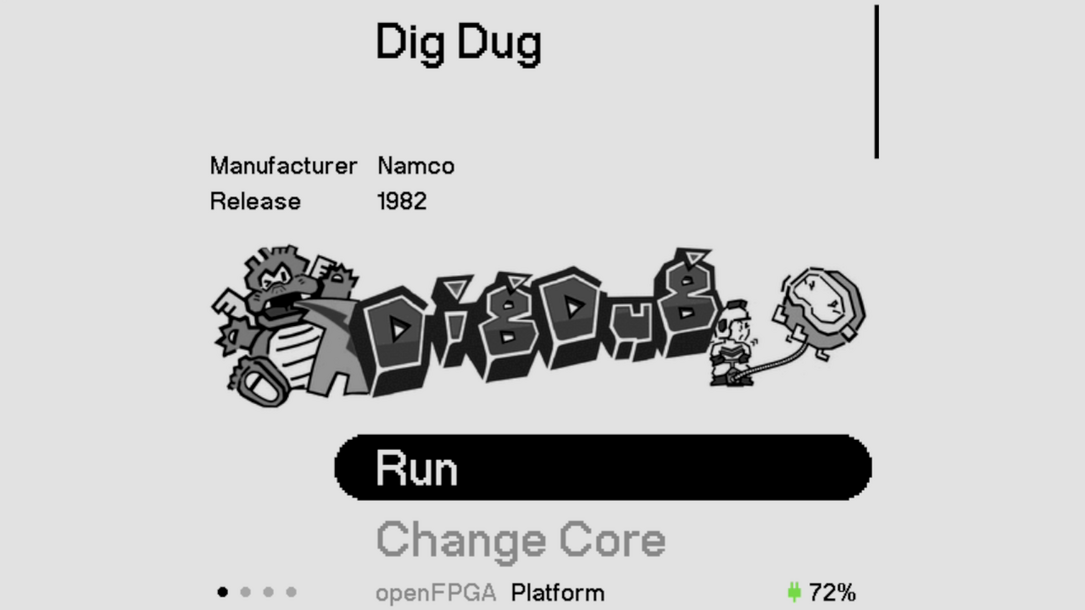 Dig Dug
Manufacturer Namco
Release 1982
DigDug
Run
Change Core
openFPGA Platform 72%